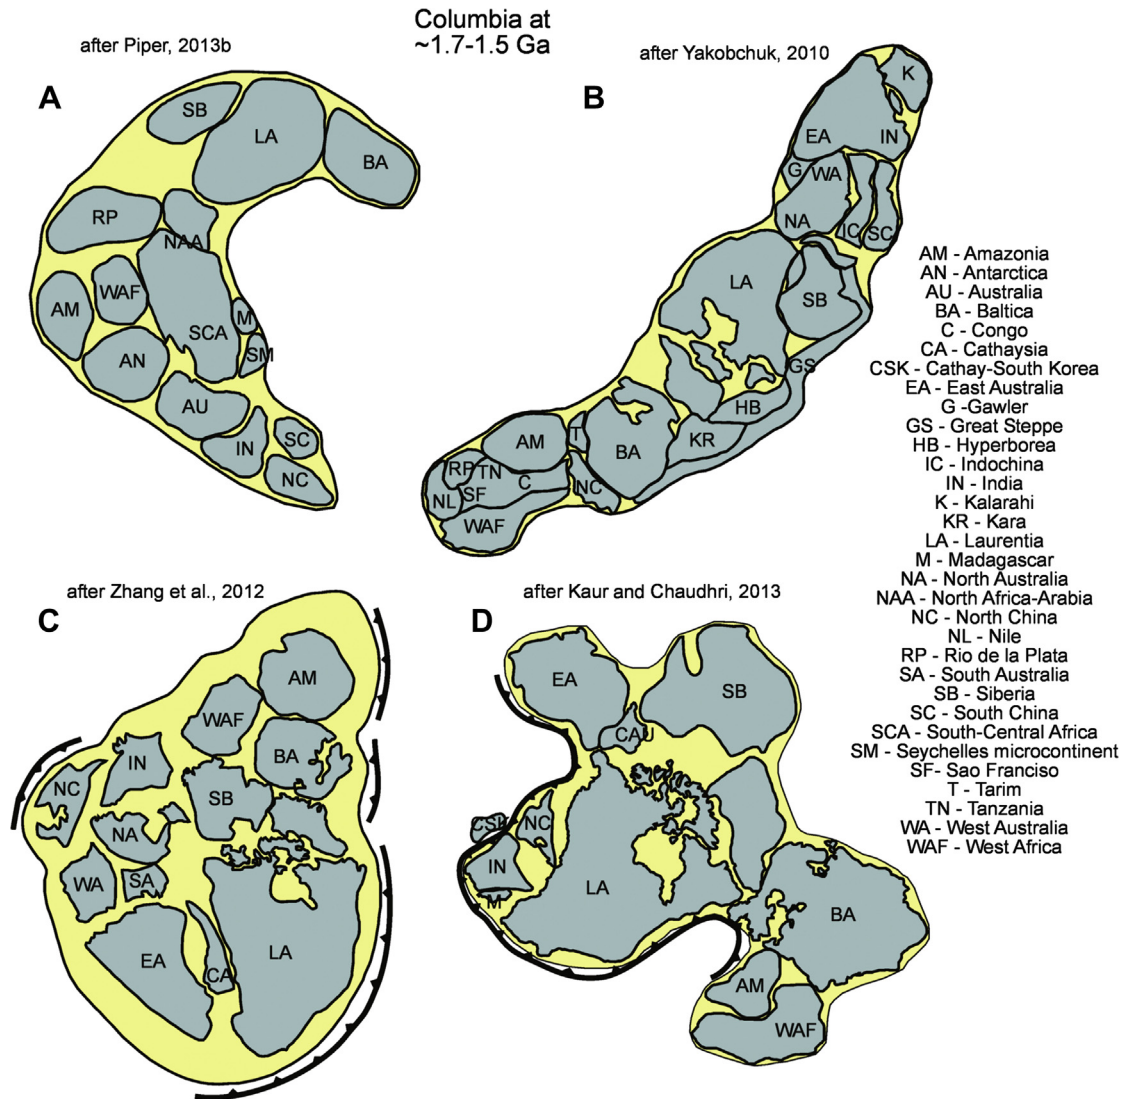 Columbia at
~1.7-1.5 Ga
after Piper, 2013b
A
SB
LA
BA
RP
NAA
WAF
AM
M
SCA
SM
AN
AU
IN
SC
NC
after Yakobchuk, 2010
B
K
EA
IN
G
WA
NA
IC
SC
LA
SB
GS
HB
KR
T
AM
BA
RP
TN
C
NC
NL
SF
WAF
AM - Amazonia
AN - Antarctica
AU - Australia
BA - Baltica
C - Congo
CA - Cathaysia
CSK - Cathay-South Korea
EA - East Australia
G -Gawler
GS - Great Steppe
HB - Hyperborea
IC - Indochina
IN - India
K - Kalarahi
KR - Kara
LA - Laurentia
M - Madagascar
NA - North Australia
NAA - North Africa-Arabia
NC - North China
NL - Nile
RP - Rio de la Plata
SA - South Australia
SB - Siberia
SC - South China
SCA - South-Central Africa
SM - Seychelles microcontinent
SF- Sao Franciso
T - Tarim
TN - Tanzania
WA - West Australia
WAF - West Africa
after Zhang et al., 2012
C
AM
WAF
BA
IN
NC
SB
NA
WA
SA
EA
CA
LA
after Kaur and Chaudhri, 2013
D
EA
SB
CAU
CSK
NC
IN
M
LA
BA
AM
WAF